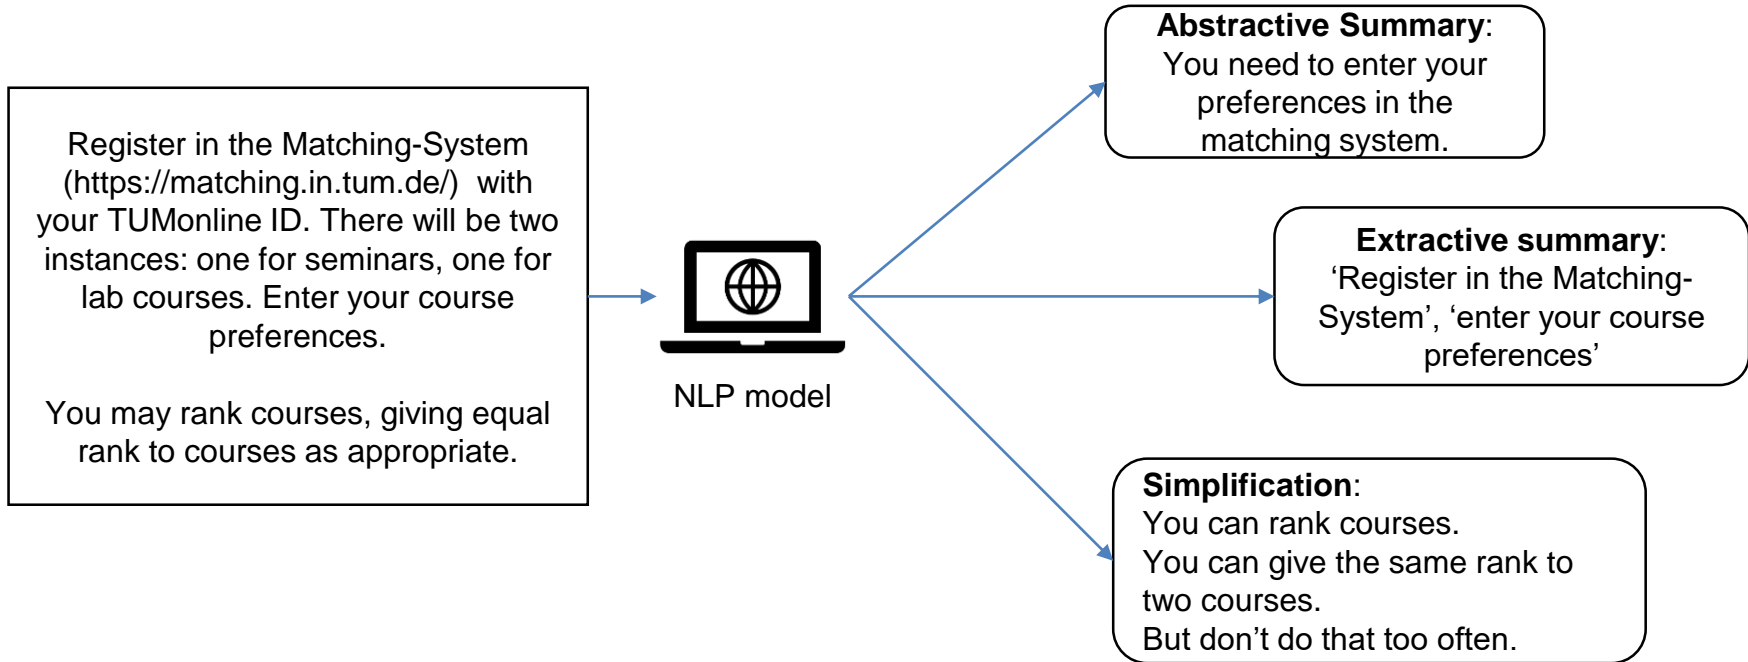 Register in the Matching-System
(https://matching.in.tum.de/) with
your TUMonline ID. There will be two
instances: one for seminars, one for
lab courses. Enter your course
preferences.
You may rank courses, giving equal
rank to courses as appropriate.
NLP model
Abstractive Summary:
You need to enter your
preferences in the
matching system.
Extractive summary:
‘Register in the Matching-
System’, ‘enter your course
preferences’
Simplification:
You can rank courses.
You can give the same rank to
two courses.
But don’t do that too often.